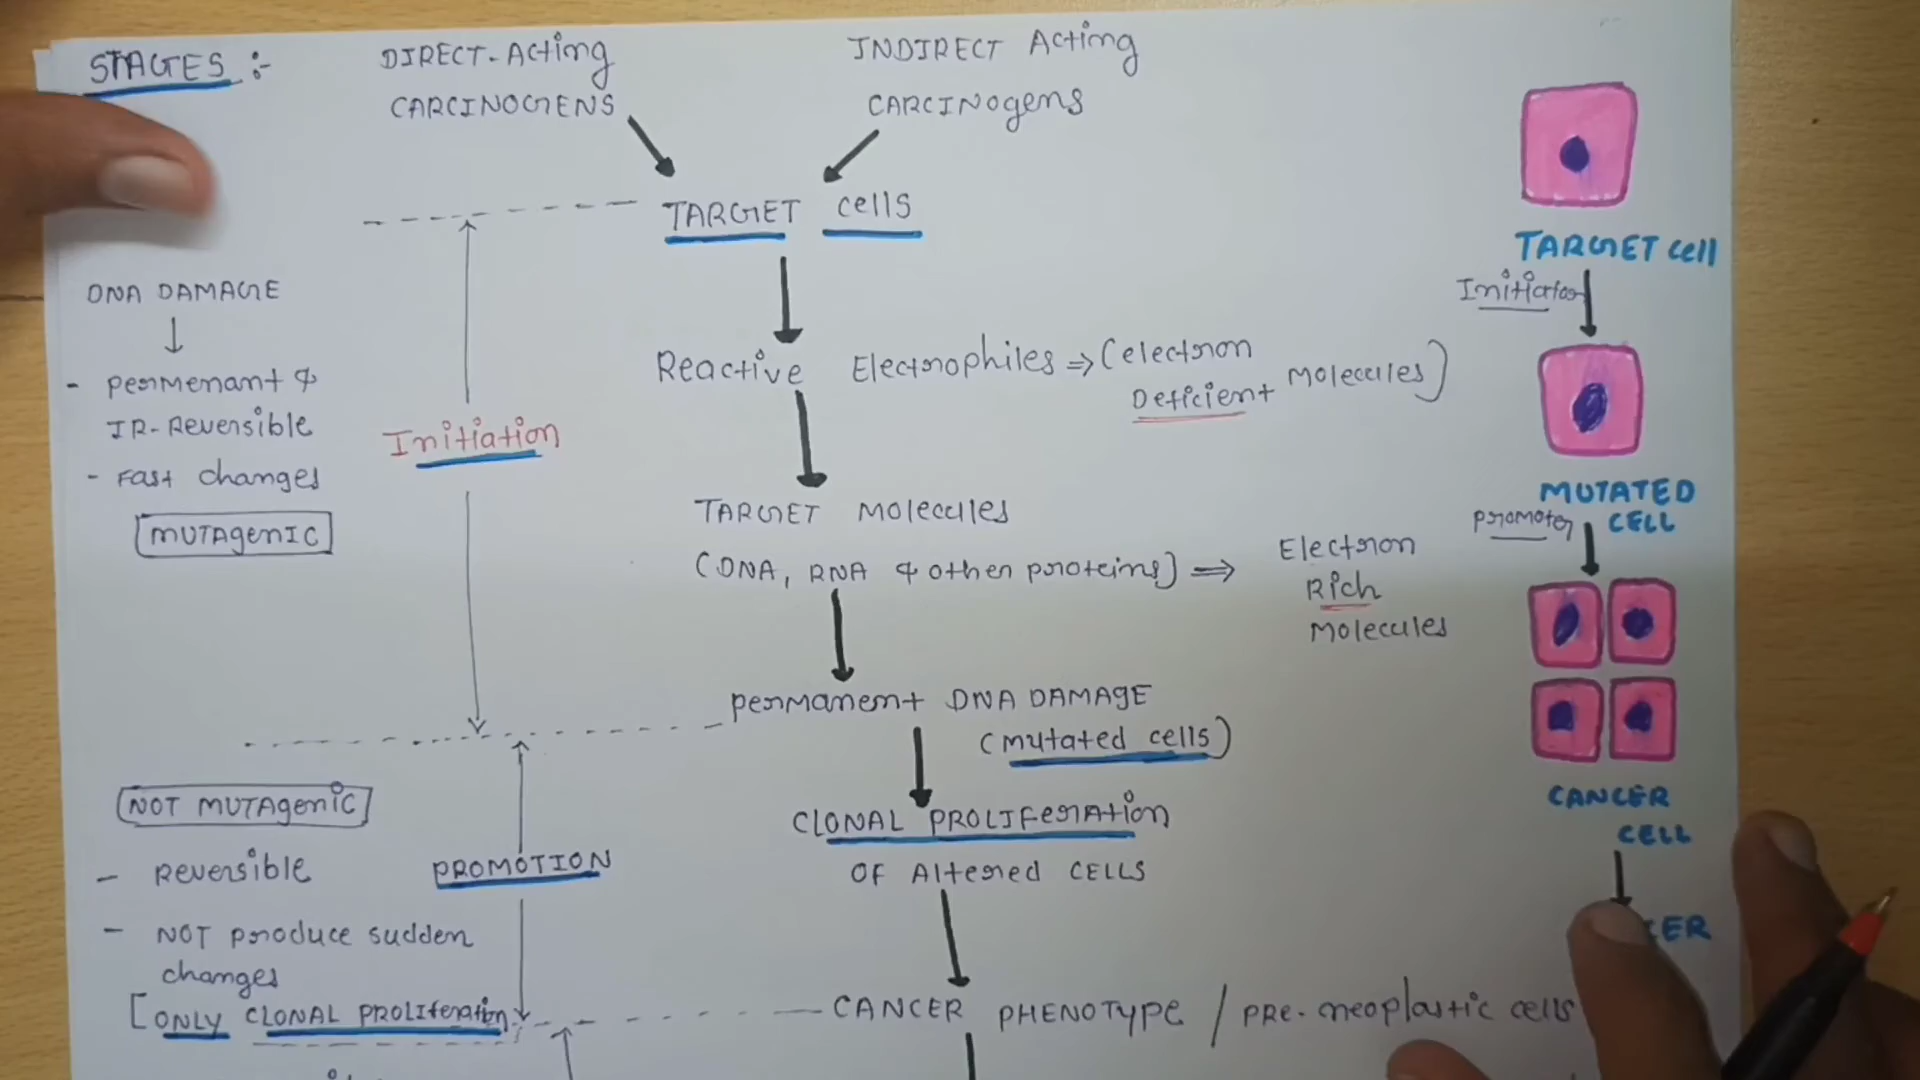 STAGES :-
DIRECT-Acting
CARCINOGENS
INDIRECT Acting
CARCINOgens
TARGET cells
DNA DAMAGE
- permenant &
IR-Reversible
- Fast changes
MUTAgenIC
Initiation
Reactive Electrophiles ⇒ (electron
Deficient Molecules)
TARGET Molecules
(DNA, RNA & other proteins) ⇒
Electron
Rich
Molecules
permanent DNA DAMAGE
(mutated cells)
CLONAL PROLIFerATion
OF Altered CELLS
NOT MUTAgenic
- Reversible
- NOT produce sudden
changes
[ONLY CLONAL PROLIferation
PROMOTION
CANCER PHENOTYPE / PRE-neoplastic cells
TARGET cell
Initiator
MUTATED
CELL
promoter
CANCER
CELL